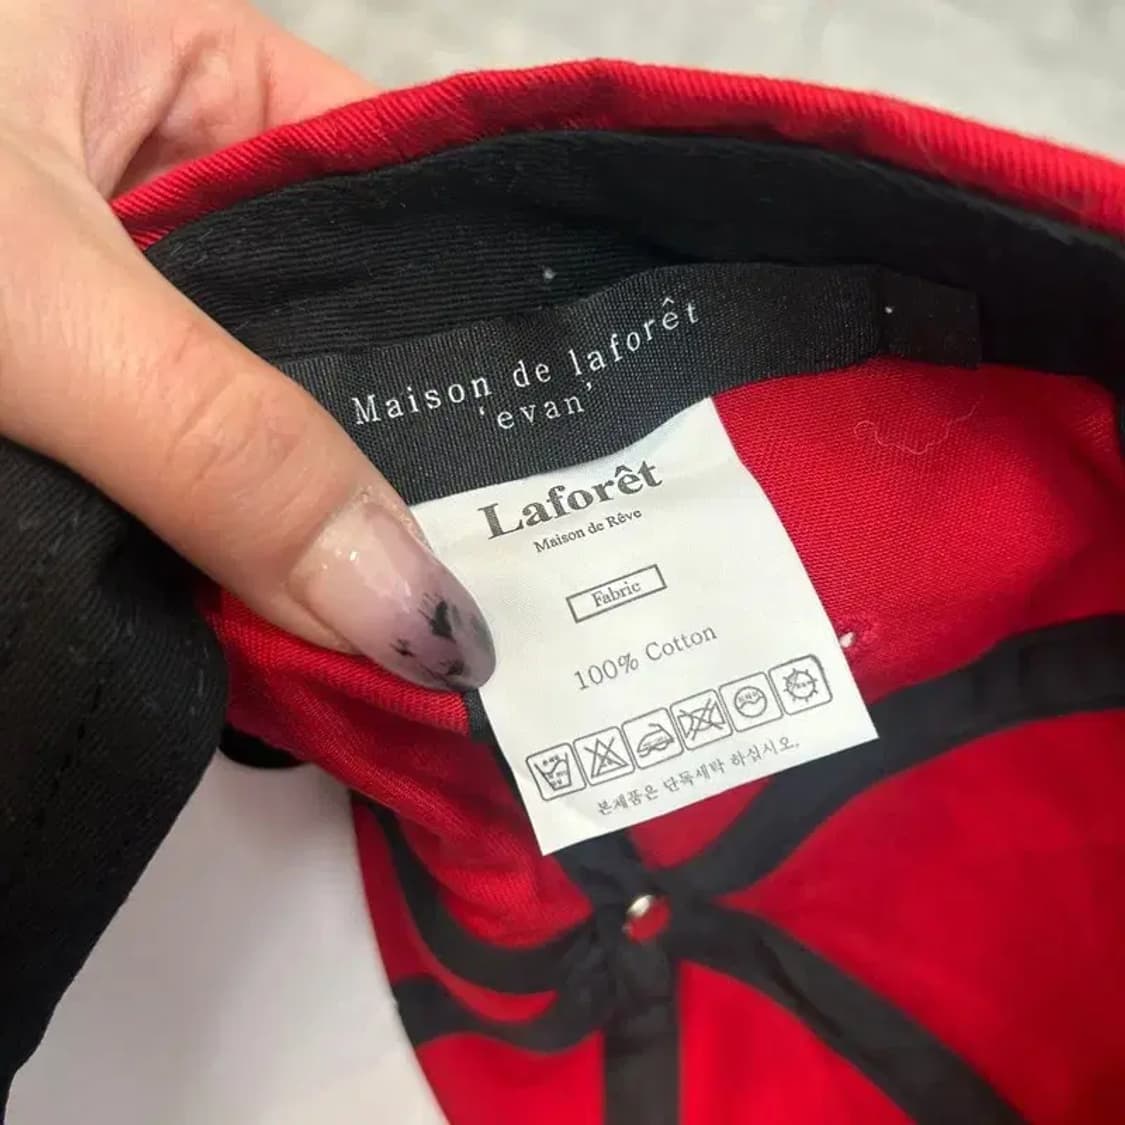 Maison de laforêt
‘evan’
Laforêt
Maison de Rêve
Fabric
100% Cotton
본제품은 단독세탁 하십시오.